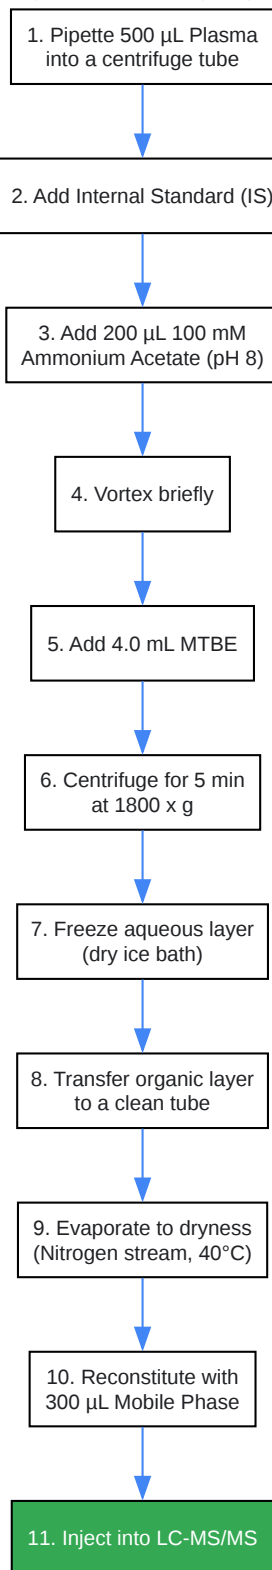 1. Pipette 500 µL Plasma
into a centrifuge tube
2. Add Internal Standard (IS)
3. Add 200 µL 100 mM
Ammonium Acetate (pH 8)
4. Vortex briefly
5. Add 4.0 mL MTBE
6. Centrifuge for 5 min
at 1800 x g
7. Freeze aqueous layer
(dry ice bath)
8. Transfer organic layer
to a clean tube
9. Evaporate to dryness
(Nitrogen stream, 40°C)
10. Reconstitute with
300 µL Mobile Phase
11. Inject into LC-MS/MS